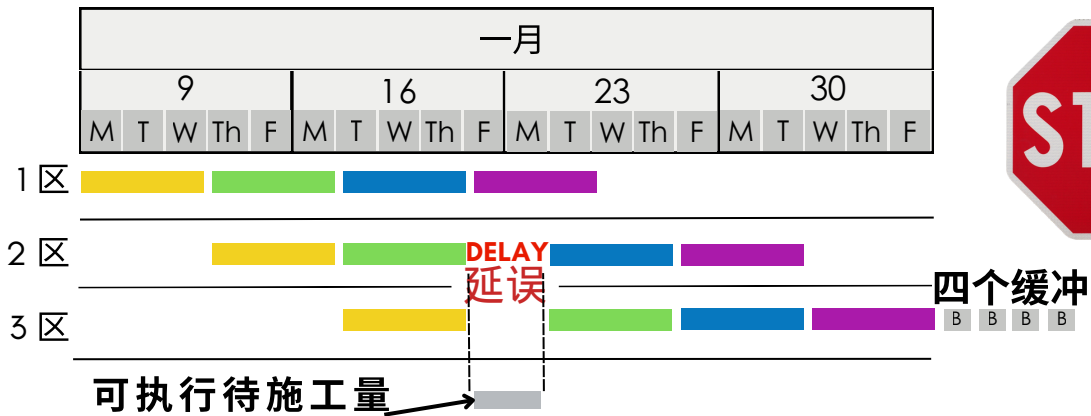 一月
9 16 23 30
M T W Th F M T W Th F M T W Th F M T W Th F
1 区
2 区
DELAY
延误
3 区
四个缓冲
B B B B
可执行待施工量